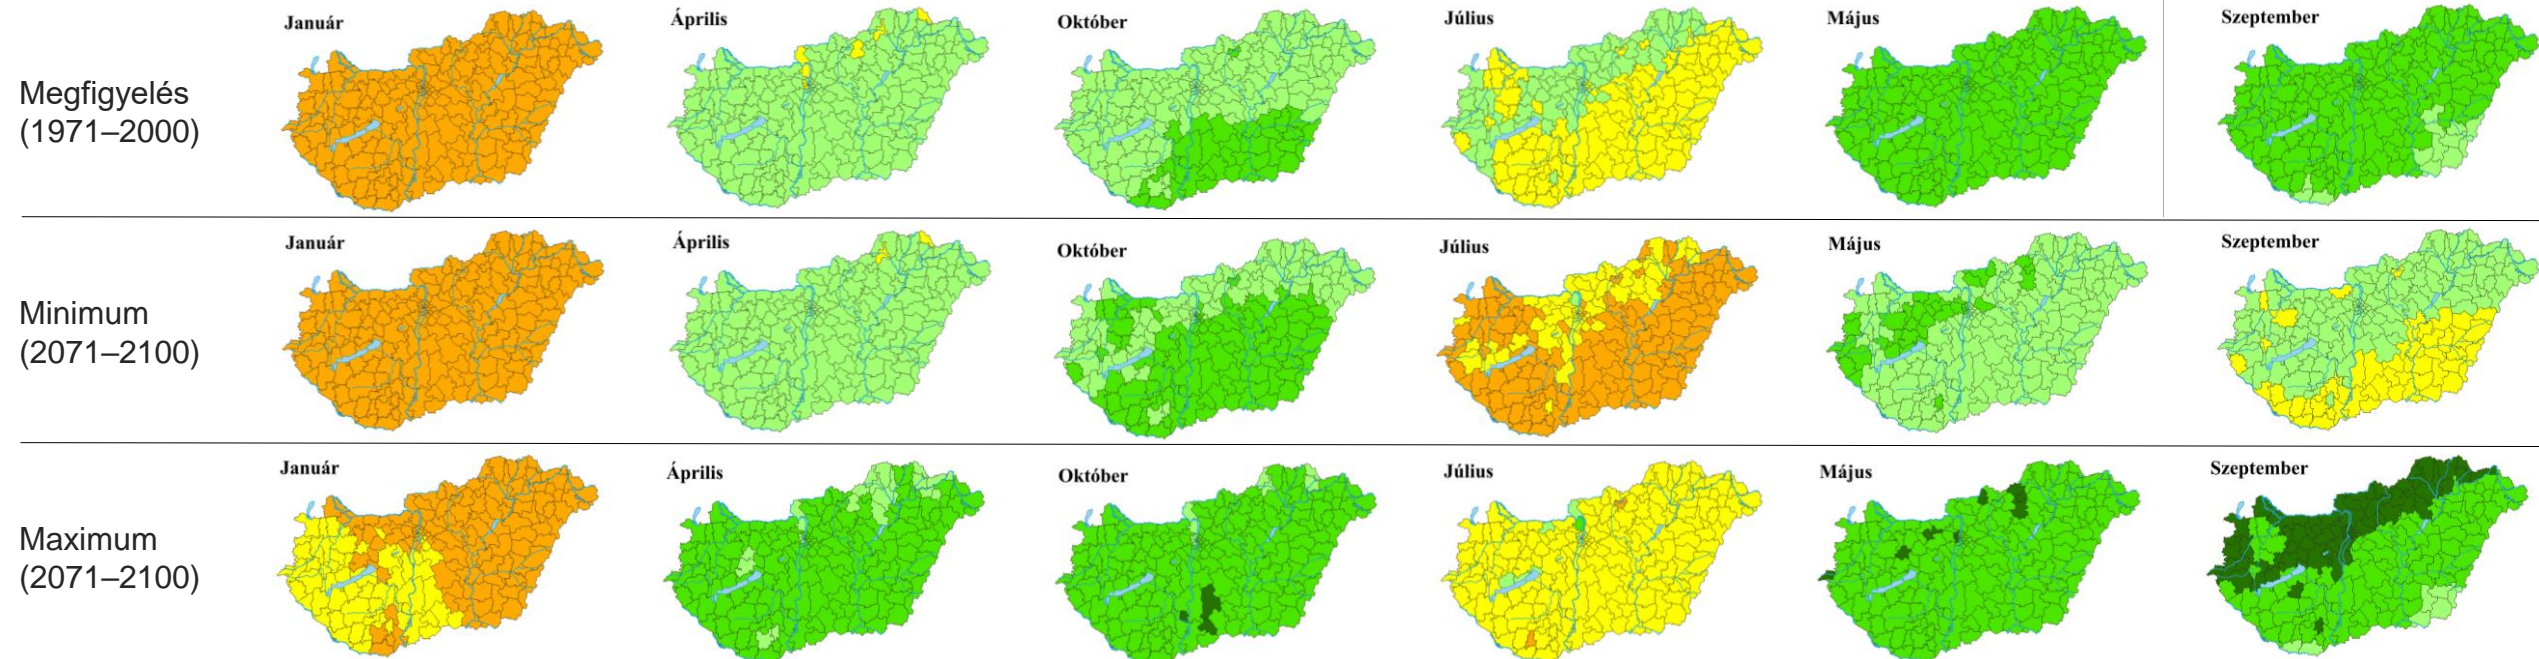 Január
Április
Október
Július
Május
Szeptember
Megfigyelés
(1971–2000)
Január
Április
Október
Július
Május
Szeptember
Minimum
(2071–2100)
Január
Április
Október
Július
Május
Szeptember
Maximum
(2071–2100)